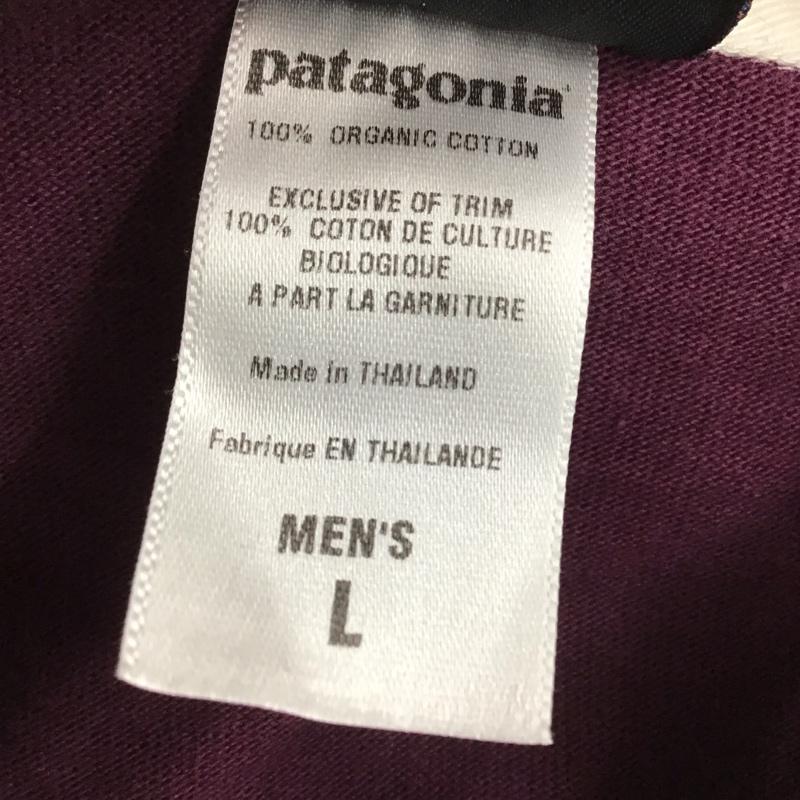 patagonia
100% ORGANIC COTTON
EXCLUSIVE OF TRIM
100% COTON DE CULTURE
BIOLOGIQUE
A PART LA GARNITURE
Made in THAILAND
Fabrique EN THAILANDE
MEN'S
L